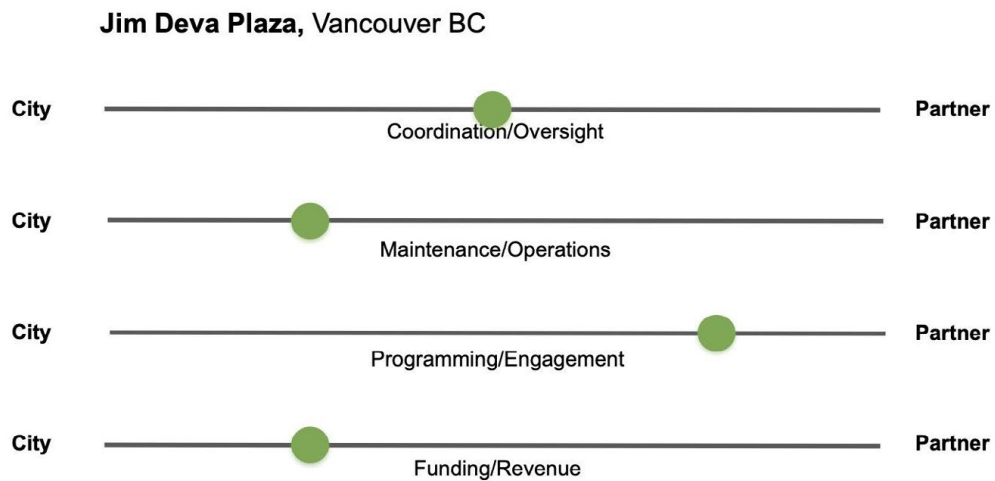 Jim Deva Plaza, Vancouver BC
City Partner
Coordination/Oversight
City Partner
Maintenance/Operations
City Partner
Programming/Engagement
City Partner
Funding/Revenue